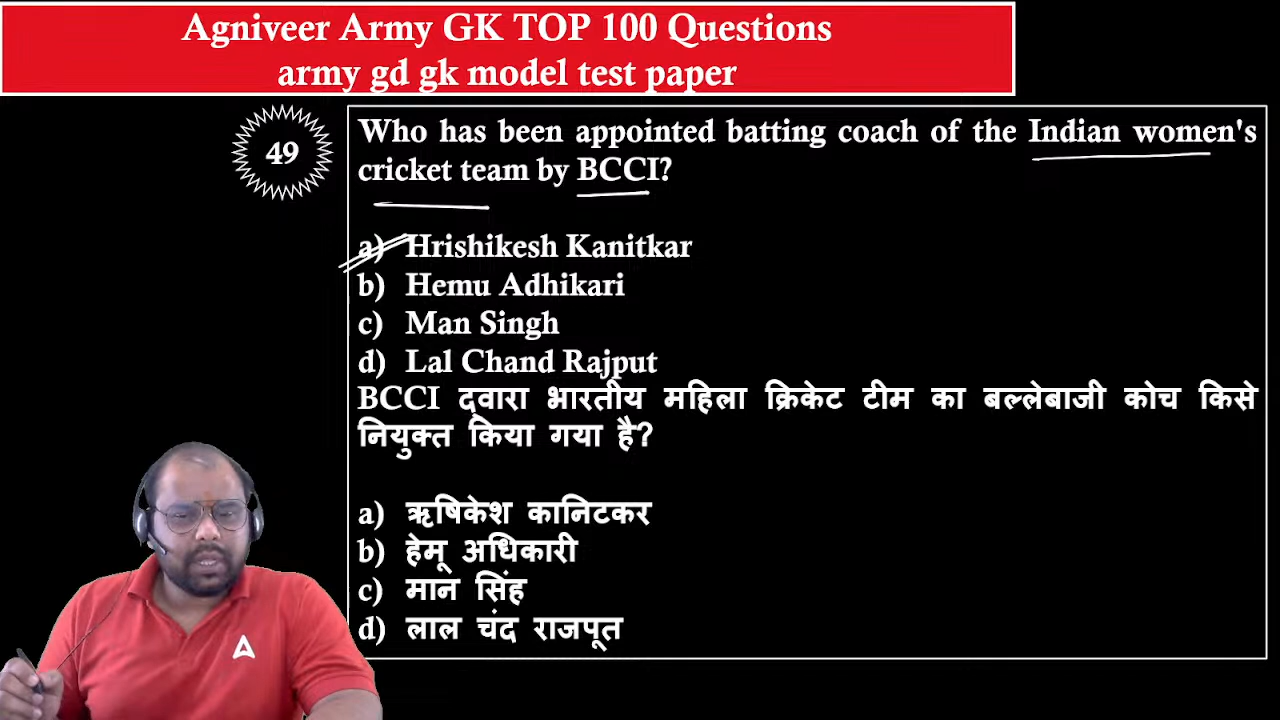 Agniveer Army GK TOP 100 Questions
army gd gk model test paper
49
Who has been appointed batting coach of the Indian women's
cricket team by BCCI?
a) Hrishikesh Kanitkar
b) Hemu Adhikari
c) Man Singh
d) Lal Chand Rajput
BCCI द्वारा भारतीय महिला क्रिकेट टीम का बल्लेबाजी कोच किसे
नियुक्त किया गया है?
a) ऋषिकेश कानिटकर
b) हेमू अधिकारी
c) मान सिंह
d) लाल चंद राजपूत